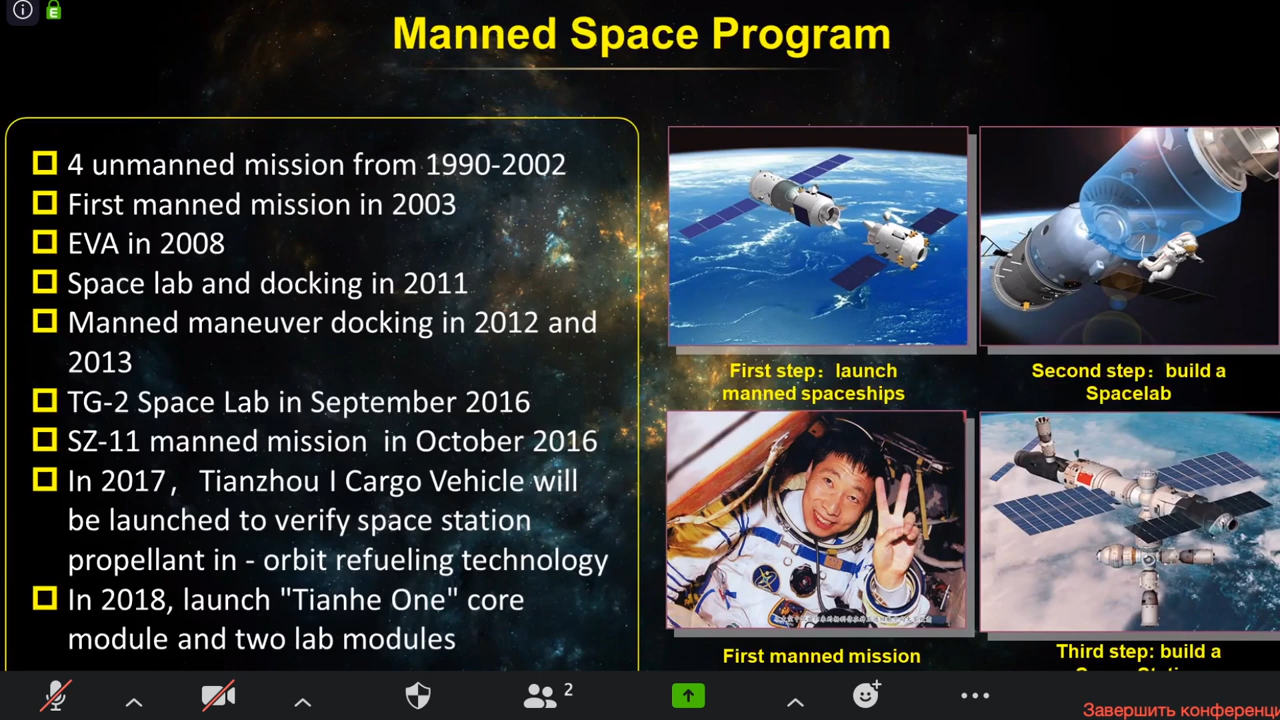 Manned Space Program
4 unmanned mission from 1990-2002
First manned mission in 2003
EVA in 2008
Space lab and docking in 2011
Manned maneuver docking in 2012 and
2013
TG-2 Space Lab in September 2016
SZ-11 manned mission in October 2016
In 2017, Tianzhou I Cargo Vehicle will
be launched to verify space station
propellant in - orbit refueling technology
In 2018, launch "Tianhe One" core
module and two lab modules
First step: launch
manned spaceships
Second step: build a
Spacelab
First manned mission
Third step: build a
2
Завершить